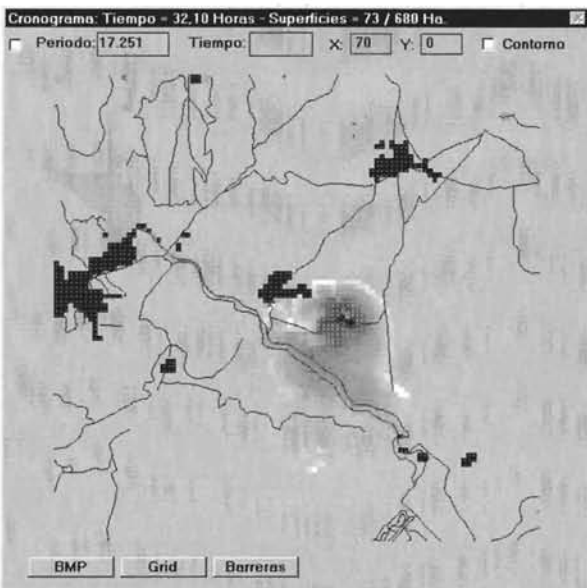 Cronograma: Tiempo = 32,10 Horas - Superficies = 73 / 680 Ha.
Periodo: 17.251 Tiempo: X: 70 Y: 0 Contorno
BMP Grid Barreras